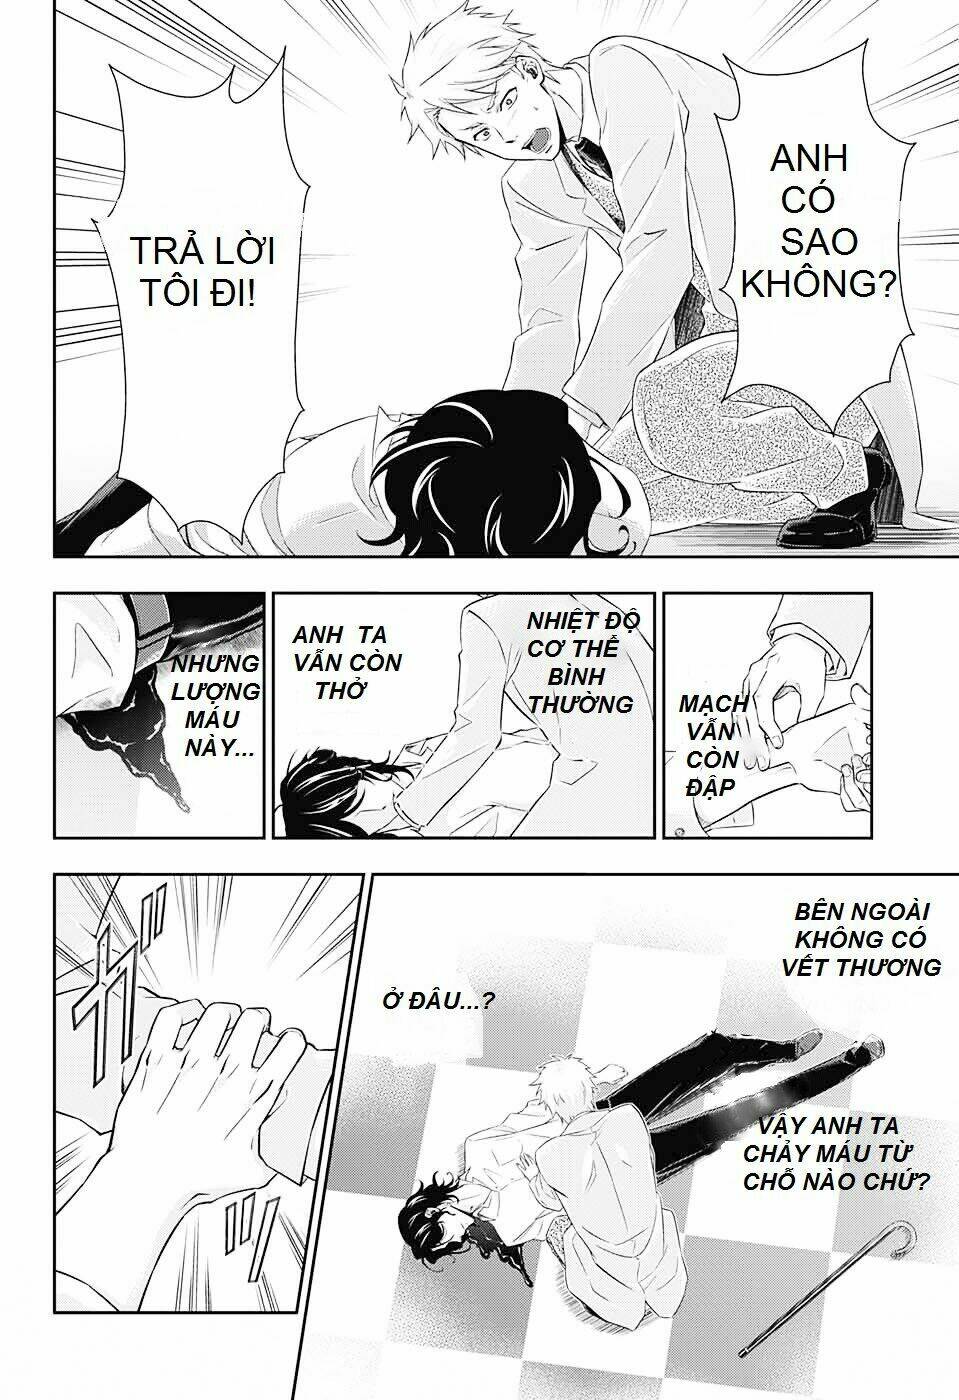 ANH
CÓ
SAO
KHÔNG?
TRẢ LỜI
TÔI ĐI!
MẠCH
VẪN
CÒN
ĐẬP
NHIỆT ĐỘ
CƠ THỂ
BÌNH
THƯỜNG
ANH TA
VẪN CÒN
THỞ
NHƯNG
LƯỢNG
MÁU
NÀY...
BÊN NGOÀI
KHÔNG CÓ
VẾT THƯƠNG
VẬY ANH TA
CHẢY MÁU TỪ
CHỖ NÀO CHỨ?
Ở ĐÂU...?